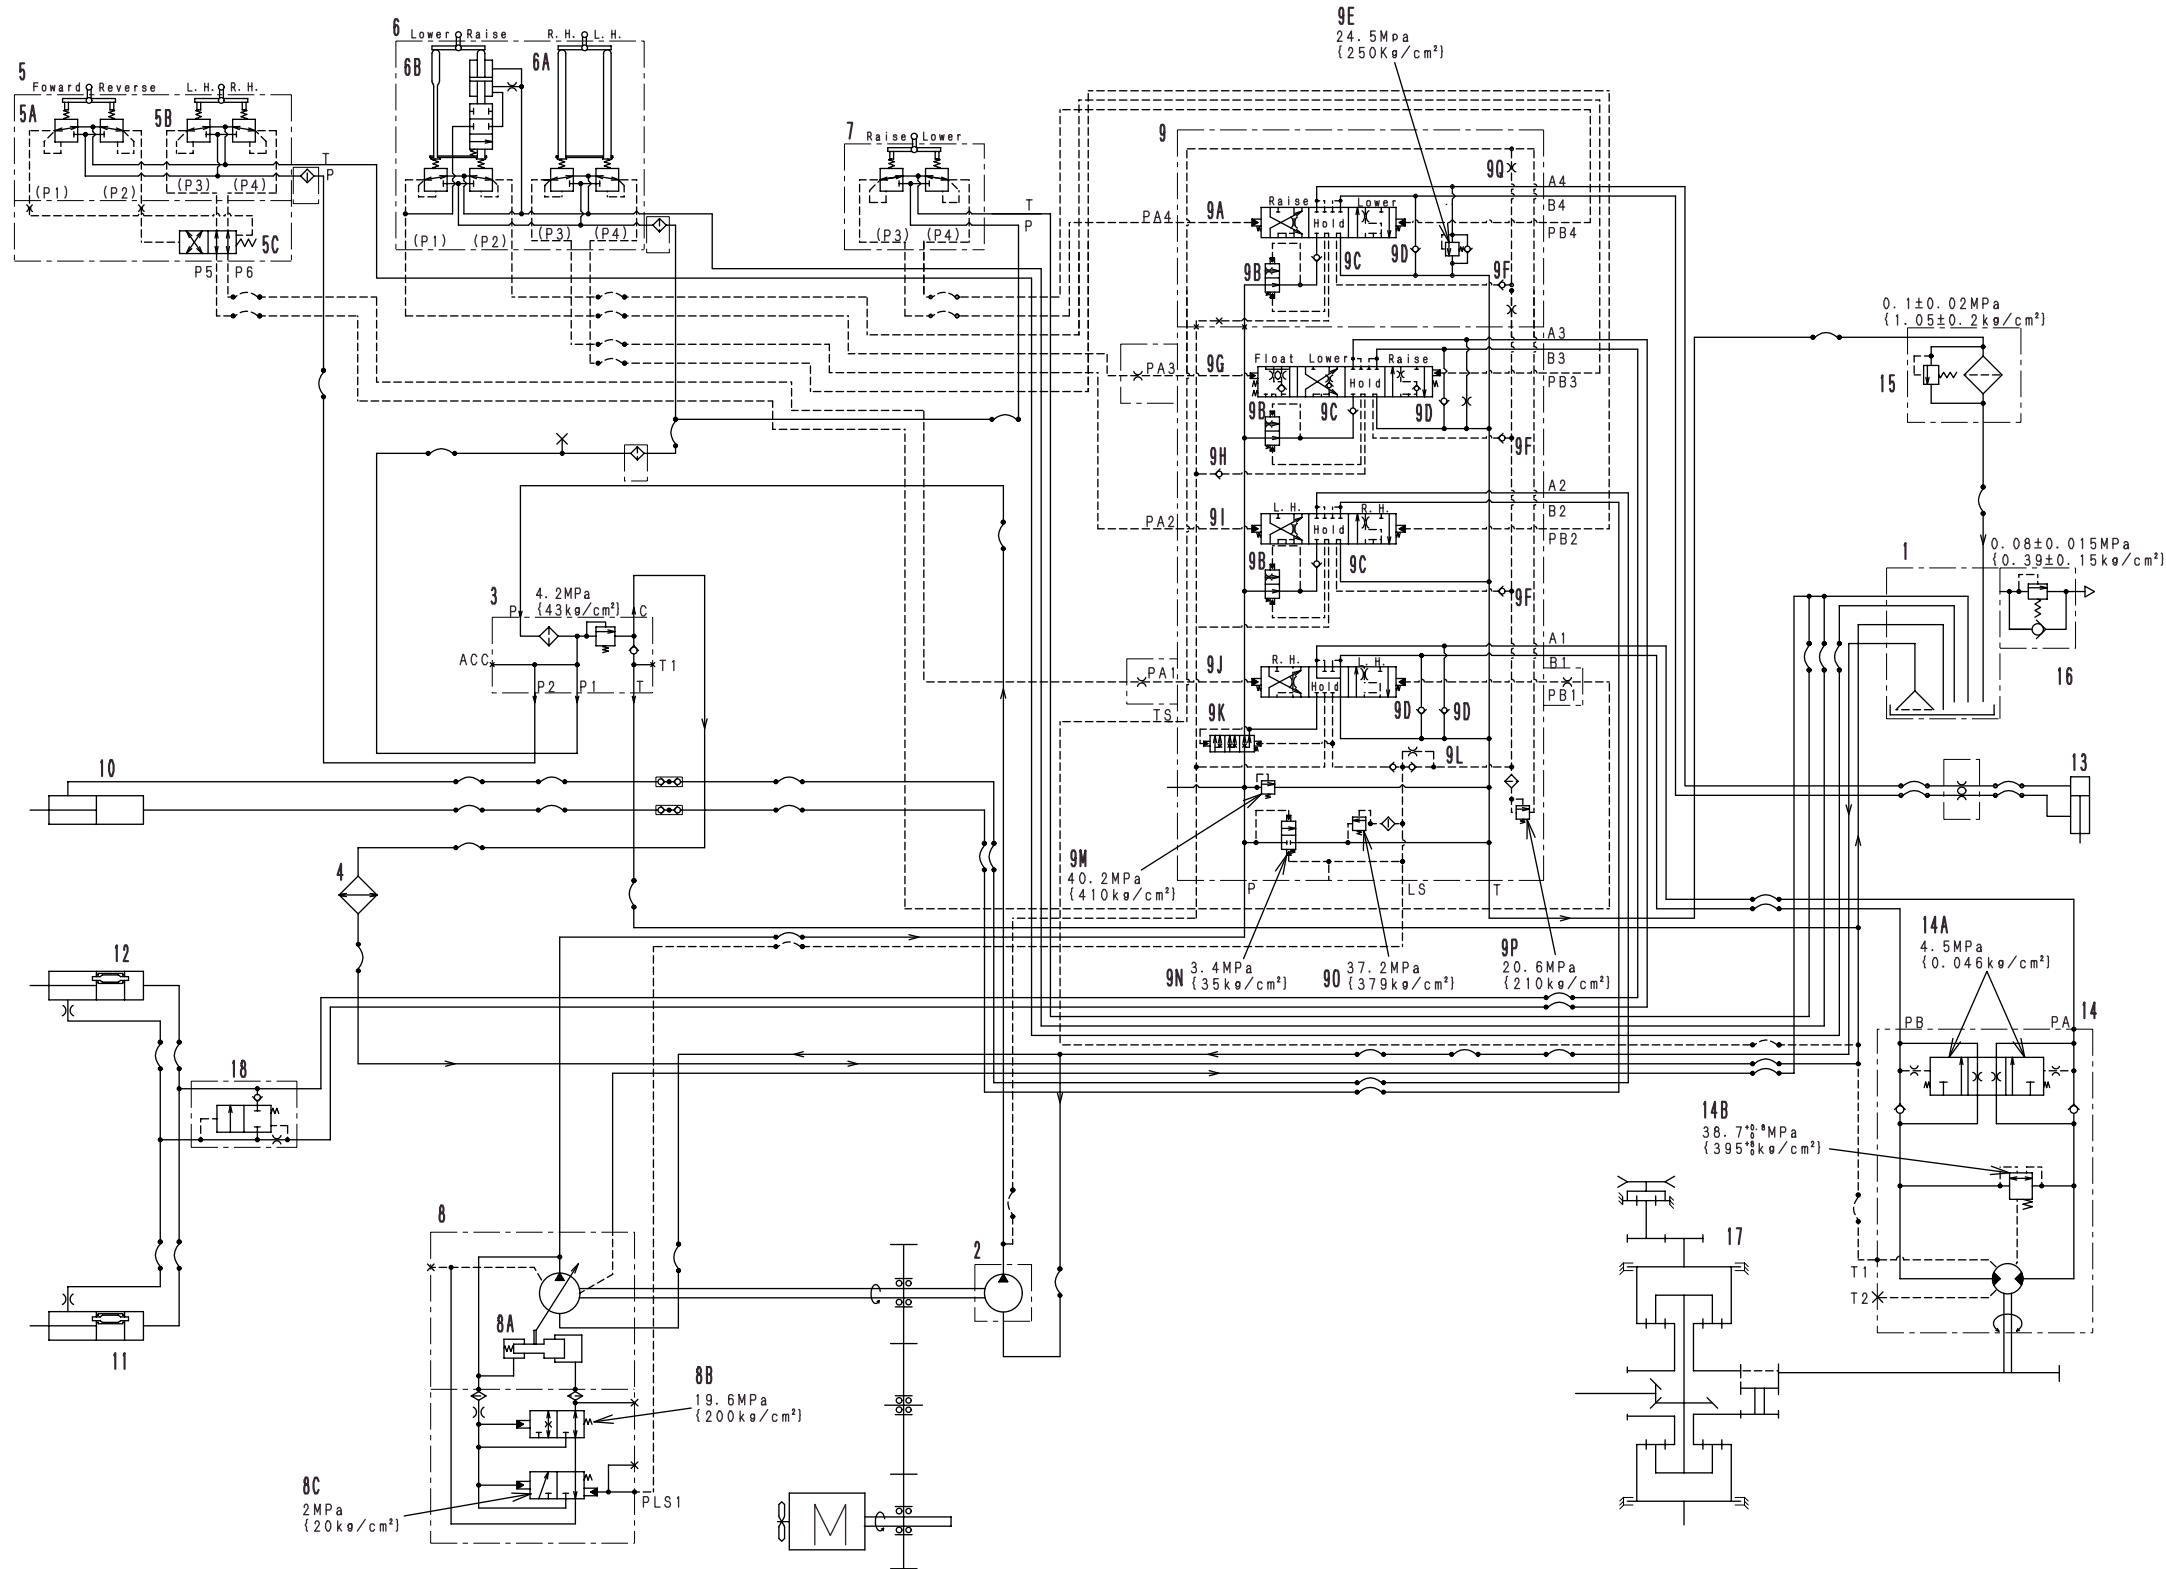 9E
24.5Mpa
{250Kg/cm²}
6
Lower Raise
R.H. L.H.
6B
6A
5
Foward Reverse
L.H. R.H.
5A
5B
T
P
(P1)
(P2)
(P3)
(P4)
5C
P5
P6
(P1)
(P2)
(P3)
(P4)
7
Raise Lower
(P3)
(P4)
T
P
9
9Q
A4
B4
PA4
9A
Raise
Hold
Lower
PB4
9B
9C
9D
9F
A3
B3
PA3
9G
Float Lower
Hold
Raise
PB3
9B
9C
9D
9F
9H
A2
B2
PA2
9I
L.H.
Hold
R.H.
PB2
9B
9C
9F
A1
B1
PA1
9J
R.H.
Hold
L.H.
PB1
TS
9K
9D
9D
9L
9M
40.2MPa
{410kg/cm²}
P
LS
T
9N
3.4MPa
{35kg/cm²}
9O
37.2MPa
{379kg/cm²}
9P
20.6MPa
{210kg/cm²}
0.1±0.02MPa
{1.05±0.2kg/cm²}
15
1
0.08±0.015MPa
{0.39±0.15kg/cm²}
16
13
3
4.2MPa
{43kg/cm²}
P
C
ACC
T1
P2
P1
T
10
4
12
11
18
14A
4.5MPa
{0.046kg/cm²}
14
PB
PA
14B
38.7+0.8 0MPa
{395+8 0kg/cm²}
T1
T2
17
8
8A
8B
19.6MPa
{200kg/cm²}
8C
2MPa
{20kg/cm²}
PLS1
2
M